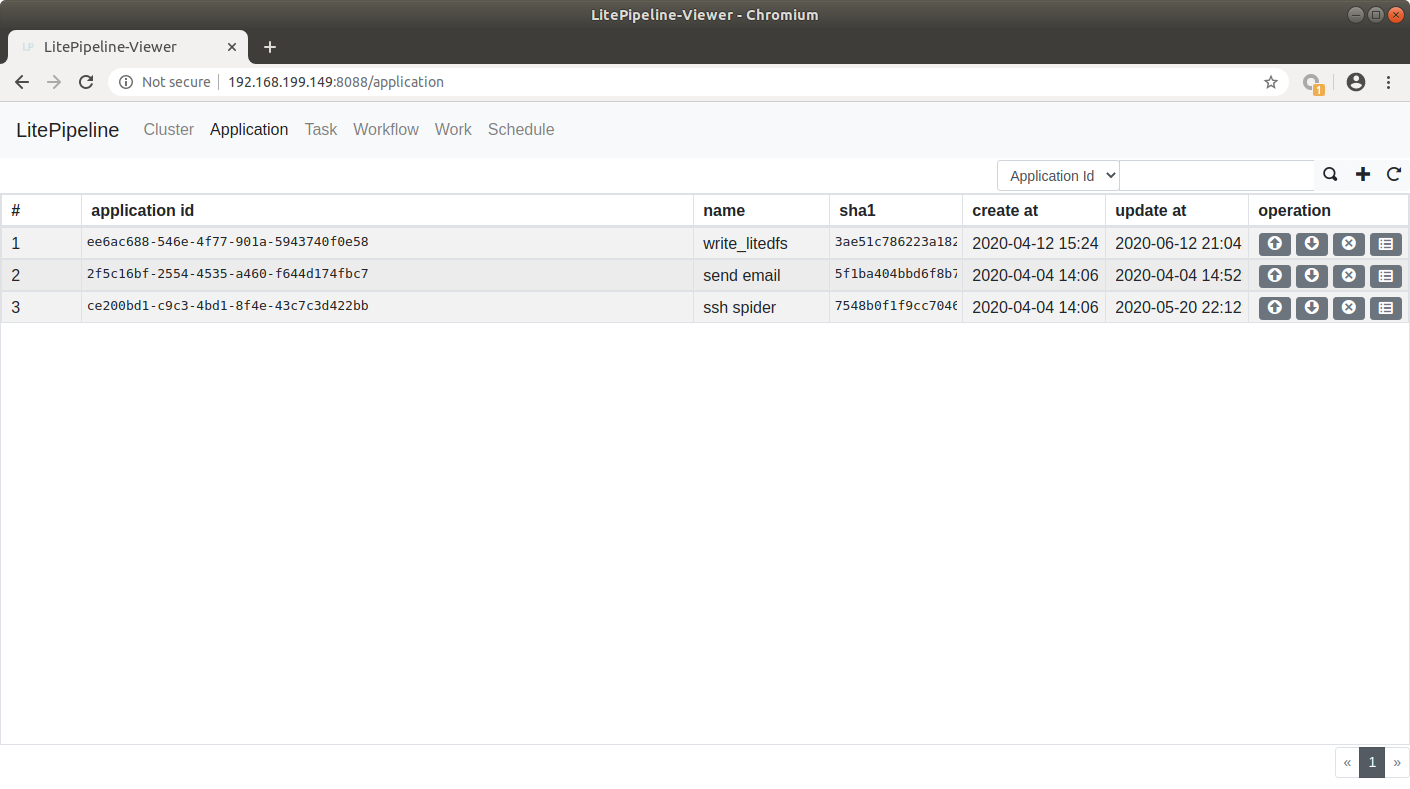 LitePipeline-Viewer - Chromium
LP LitePipeline-Viewer
Not secure 192.168.199.149:8088/application
1
LitePipeline Cluster Application Task Workflow Work Schedule
Application Id
# application id name sha1 create at update at operation
1 ee6ac688-546e-4f77-901a-5943740f0e58 write_litedfs 3ae51c786223a182 2020-04-12 15:24 2020-06-12 21:04
2 2f5c16bf-2554-4535-a460-f644d174fbc7 send email 5f1ba404bbd6f8b7 2020-04-04 14:06 2020-04-04 14:52
3 ce200bd1-c9c3-4bd1-8f4e-43c7c3d422bb ssh spider 7548b0f1f9cc7046 2020-04-04 14:06 2020-05-20 22:12
« 1 »